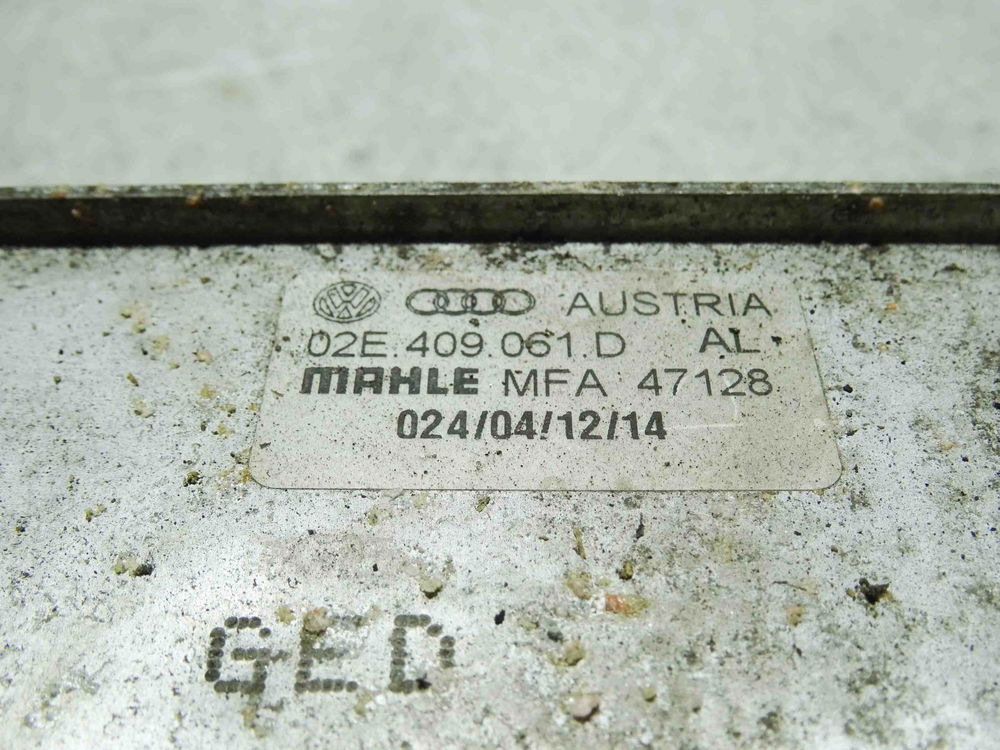 AUSTRIA
02E.409.061.D AL
MAHLE MFA 47128
024/04/12/14
GED